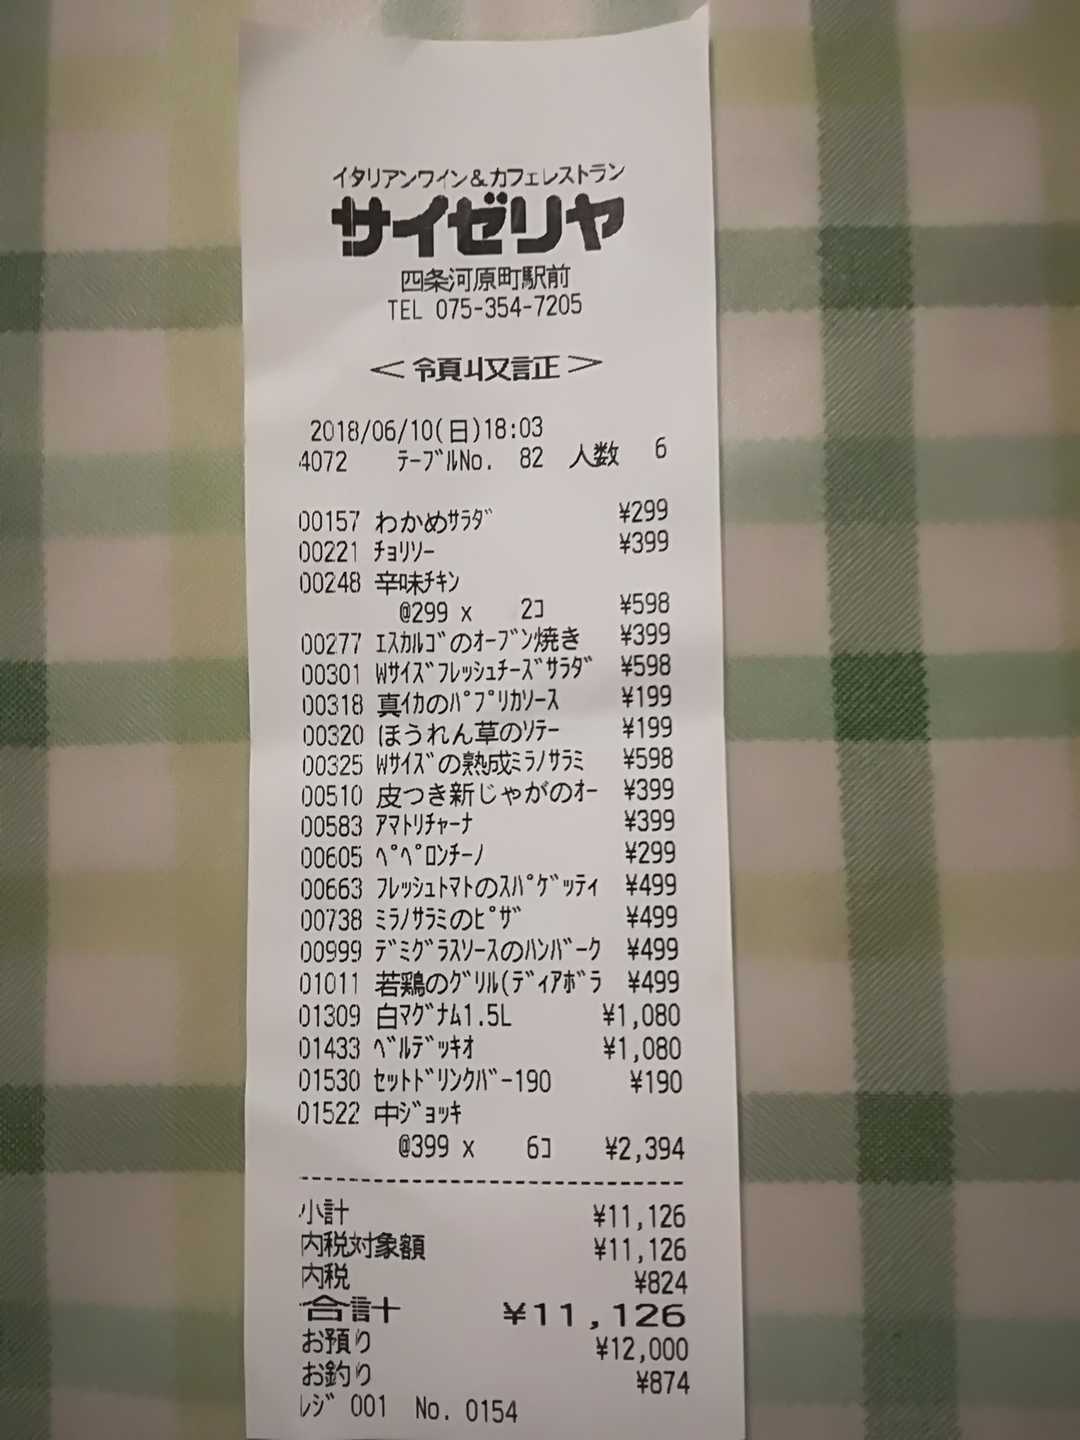 イタリアンワイン&カフェレストラン
サイゼリヤ
四条河原町駅前
TEL 075-354-7205
＜領収証＞
2018/06/10(日)18:03
4072 ﾃｰﾌﾞﾙNo. 82 人数 6
00157 わかめｻﾗﾀﾞ ¥299
00221 ﾁｮﾘｿｰ ¥399
00248 辛味ﾁｷﾝ
@299 x 2ｺ ¥598
00277 ｴｽｶﾙｺﾞのｵｰﾌﾞﾝ焼き ¥399
00301 Wｻｲｽﾞﾌﾚｯｼｭﾁｰｽﾞｻﾗﾀﾞ ¥598
00318 真ｲｶのﾊﾟﾌﾟﾘｶｿｰｽ ¥199
00320 ほうれん草のｿﾃｰ ¥199
00325 Wｻｲｽﾞの熟成ﾐﾗﾉｻﾗﾐ ¥598
00510 皮つき新じゃがのｵｰ ¥399
00583 ｱﾏﾄﾘﾁｬｰﾅ ¥399
00605 ﾍﾟﾍﾟﾛﾝﾁｰﾉ ¥299
00663 ﾌﾚｯｼｭﾄﾏﾄのｽﾊﾟｹﾞｯﾃｨ ¥499
00738 ﾐﾗﾉｻﾗﾐのﾋﾟｻﾞ ¥499
00999 ﾃﾞﾐｸﾞﾗｽｿｰｽのﾊﾝﾊﾞｰｸ ¥499
01011 若鶏のｸﾞﾘﾙ(ﾃﾞｨｱﾎﾞﾗ ¥499
01309 白ﾏｸﾞﾅﾑ1.5L ¥1,080
01433 ﾍﾞﾙﾃﾞｯｷｵ ¥1,080
01530 ｾｯﾄﾄﾞﾘﾝｸﾊﾞｰ190 ¥190
01522 中ｼﾞｮｯｷ
@399 x 6ｺ ¥2,394
小計 ¥11,126
内税対象額 ¥11,126
内税 ¥824
合計 ¥11,126
お預り ¥12,000
お釣り ¥874
ﾚｼﾞ 001 No. 0154